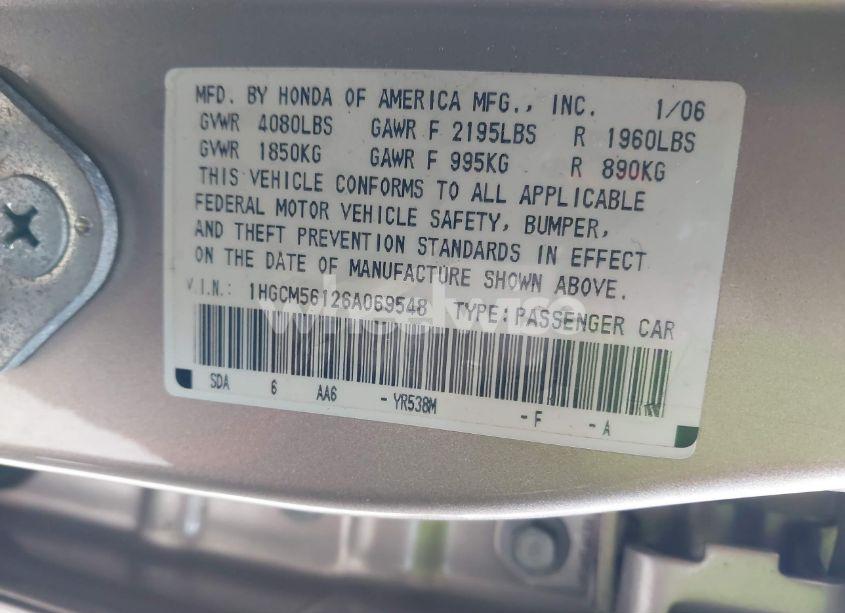 MFD. BY HONDA OF AMERICA MFG., INC. 1/06
GVWR 4080LBS GAWR F 2195LBS R 1960LBS
GVWR 1850KG GAWR F 995KG R 890KG
THIS VEHICLE CONFORMS TO ALL APPLICABLE
FEDERAL MOTOR VEHICLE SAFETY, BUMPER,
AND THEFT PREVENTION STANDARDS IN EFFECT
ON THE DATE OF MANUFACTURE SHOWN ABOVE.
V.I.N.: 1HGCM56126A069548 TYPE:PASSENGER CAR
wheelwise
SDA 6 AA6 -YR538M -F -A